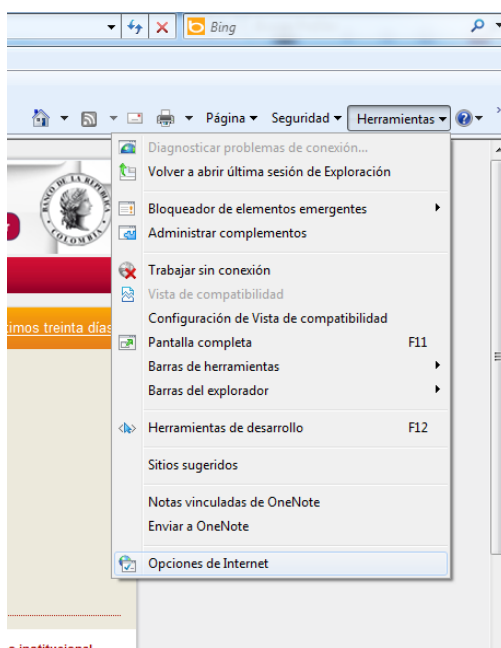 Bing
Página Seguridad Herramientas
Diagnosticar problemas de conexión...
Volver a abrir última sesión de Exploración
BANCO DE LA REPUBLICA
COLOMBIA
Bloqueador de elementos emergentes
Administrar complementos
Trabajar sin conexión
Vista de compatibilidad
Configuración de Vista de compatibilidad
timos treinta días
Pantalla completa F11
Barras de herramientas
Barras del explorador
Herramientas de desarrollo F12
Sitios sugeridos
Notas vinculadas de OneNote
Enviar a OneNote
Opciones de Internet